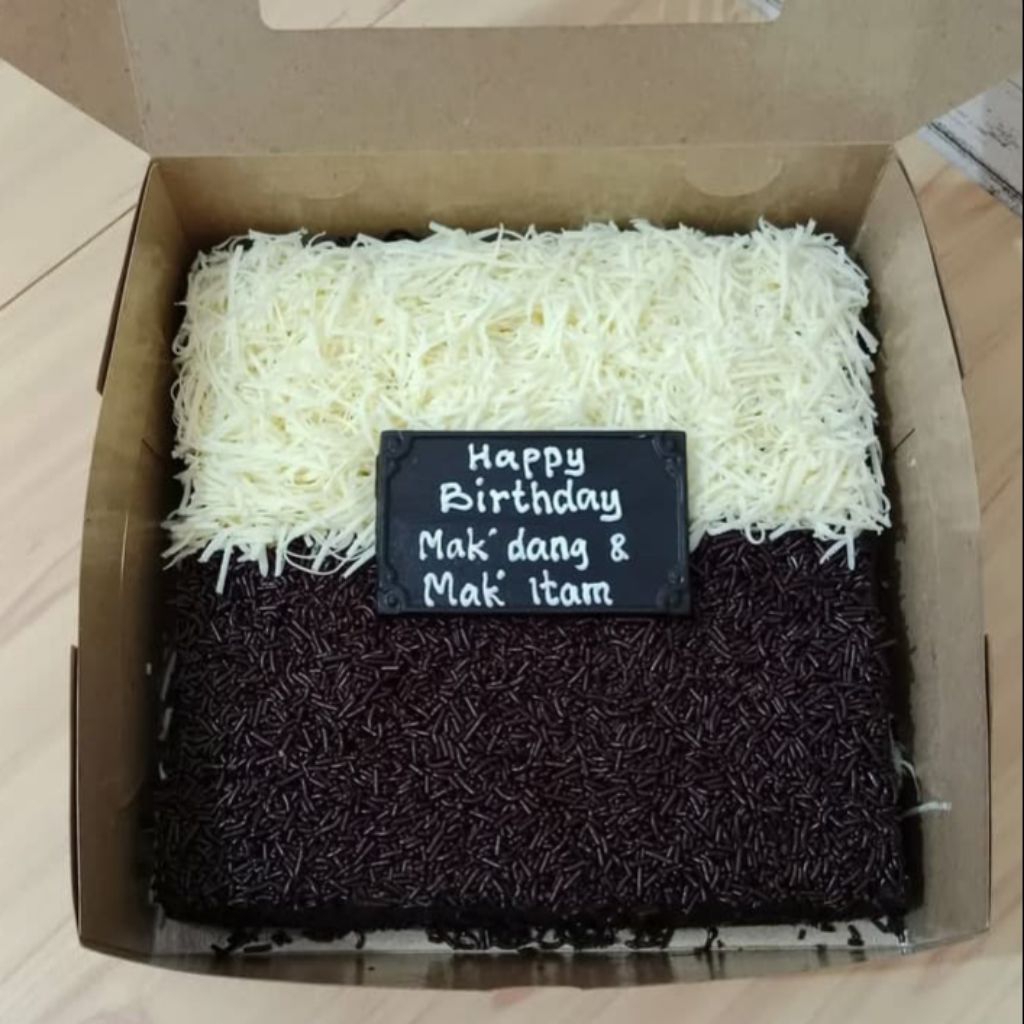 Happy
Birthday
Mak' dang &
Mak' Itam